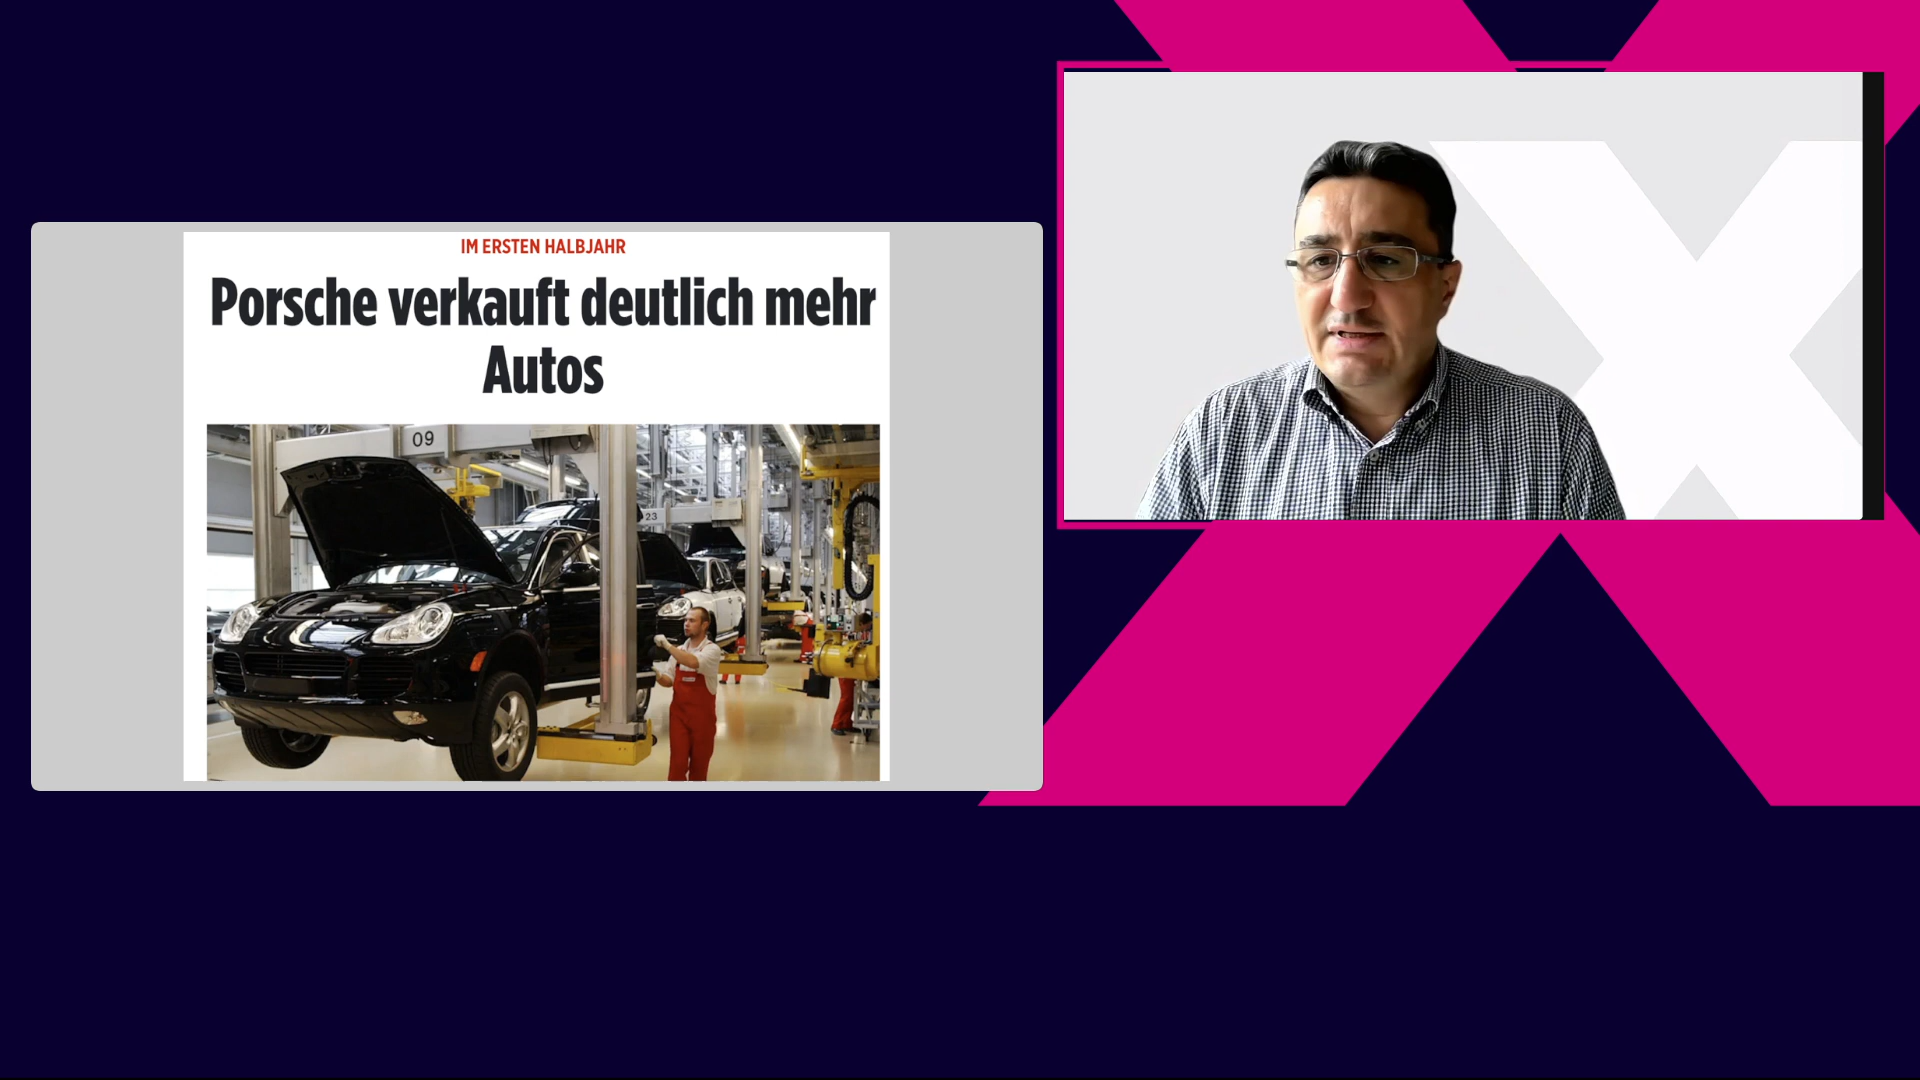 IM ERSTEN HALBJAHR
Porsche verkauft deutlich mehr
Autos
09
23